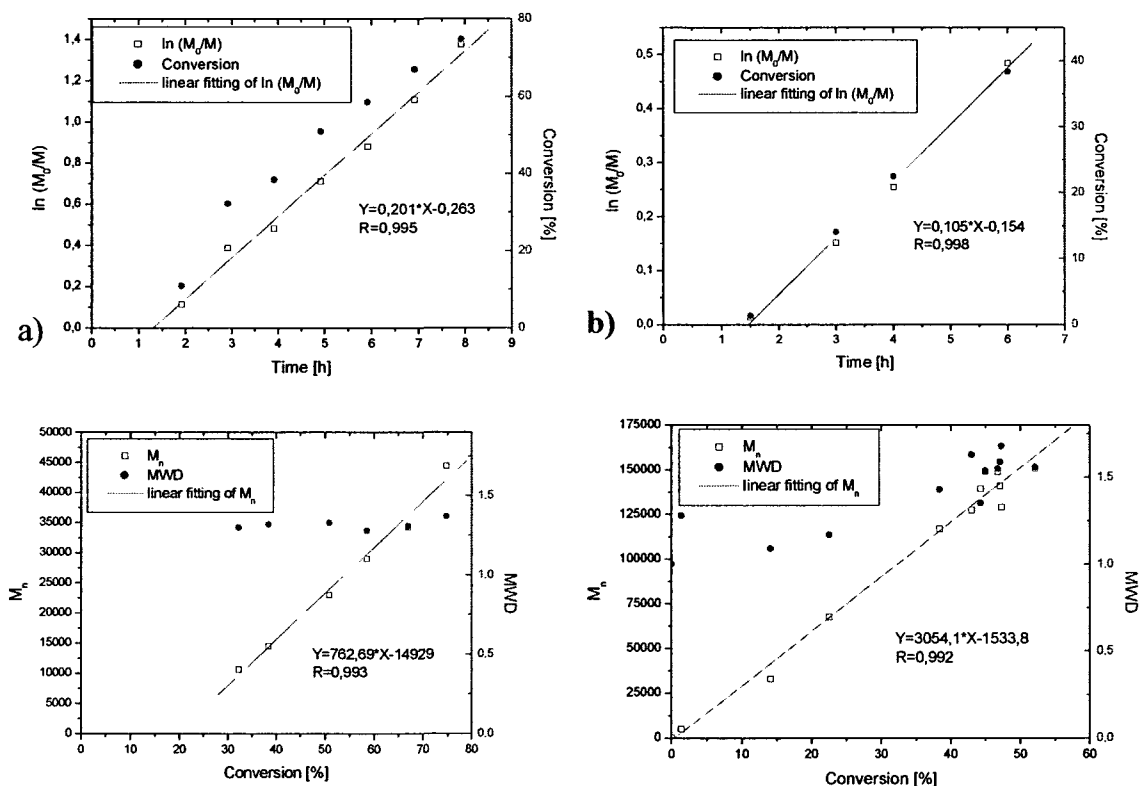 a)
ln (M0/M)
Conversion
linear fitting of ln (M0/M)
1,4
1,2
1,0
0,8
0,6
0,4
0,2
0,0
ln (M0/M)
80
60
40
20
0
Conversion [%]
Y=0,201*X-0,263
R=0,995
0 1 2 3 4 5 6 7 8 9
Time [h]
b)
ln (M0/M)
Conversion
linear fitting of ln (M0/M)
0,5
0,4
0,3
0,2
0,1
0,0
ln (M0/M)
40
30
20
10
0
Conversion [%]
Y=0,105*X-0,154
R=0,998
0 1 2 3 4 5 6 7
Time [h]
Mn
MWD
linear fitting of Mn
50000
45000
40000
35000
30000
25000
20000
15000
10000
5000
0
Mn
1.5
1.0
0.5
0.0
MWD
Y=762,69*X-14929
R=0,993
0 10 20 30 40 50 60 70 80
Conversion [%]
Mn
MWD
linear fitting of Mn
175000
150000
125000
100000
75000
50000
25000
0
Mn
1.5
1.0
0.5
0.0
MWD
Y=3054,1*X-1533,8
R=0,992
0 10 20 30 40 50 60
Conversion [%]